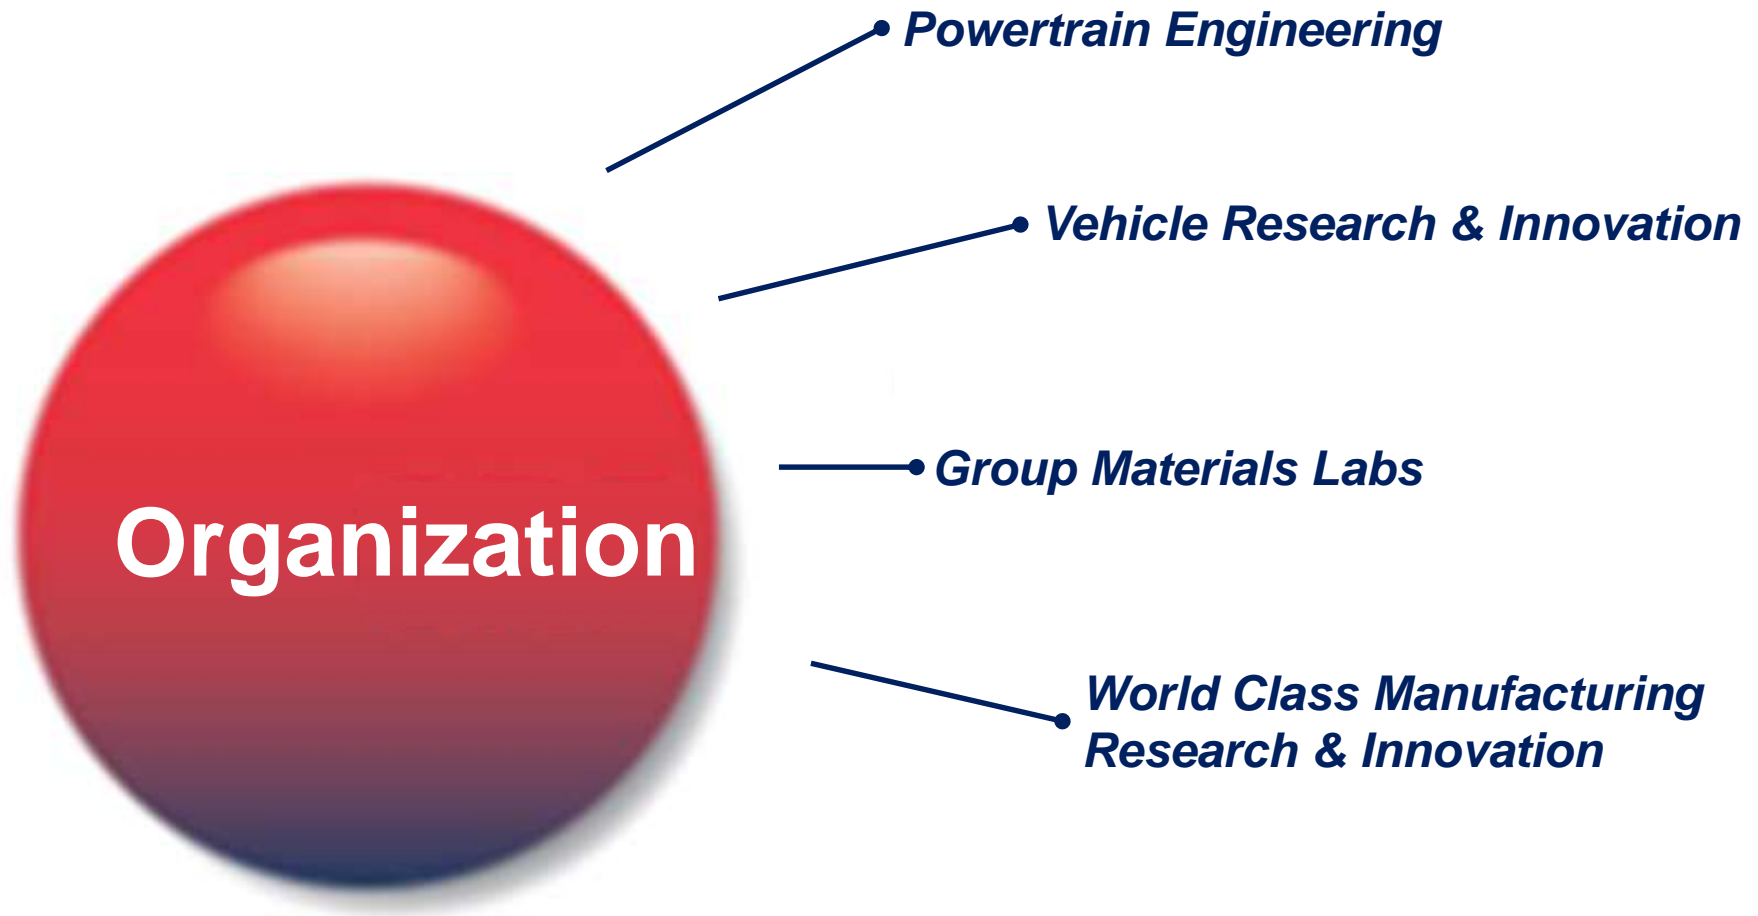 Powertrain Engineering
Vehicle Research & Innovation
Group Materials Labs
Organization
World Class Manufacturing
Research & Innovation